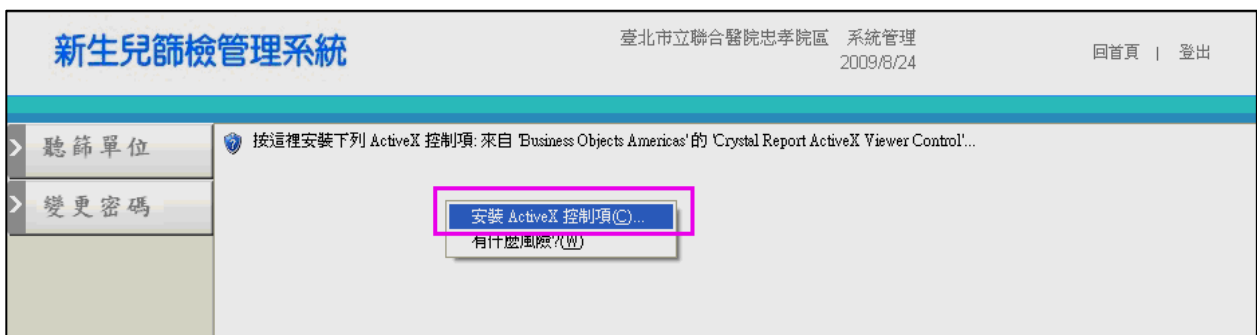 新生兒篩檢管理系統
臺北市立聯合醫院忠孝院區 系統管理
2009/8/24
回首頁 | 登出
聽篩單位
變更密碼
按這裡安裝下列 ActiveX 控制項: 來自 'Business Objects Americas' 的 'Crystal Report ActiveX Viewer Control'...
安裝 ActiveX 控制項(C)...
有什麼風險?(W)